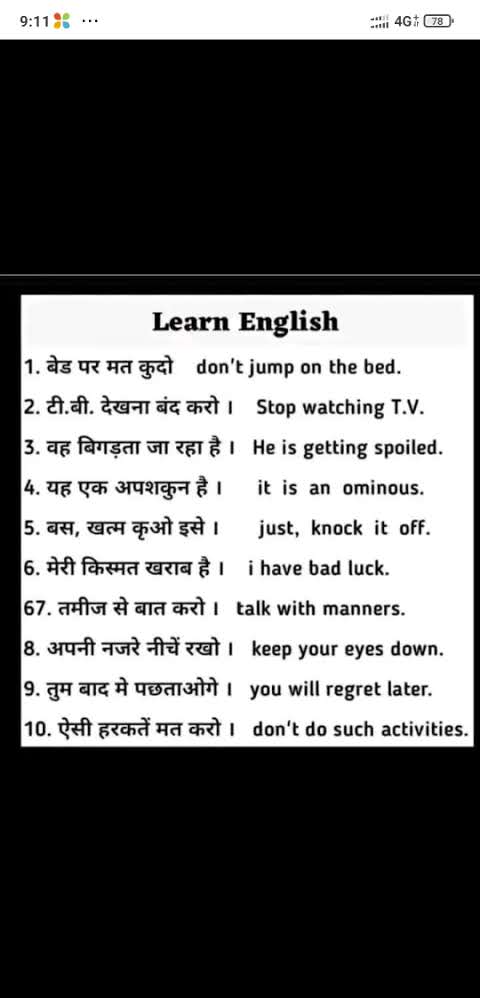 9:11 ... 4G 78
Learn English
1. बेड पर मत कुदो don't jump on the bed.
2. टी.बी. देखना बंद करो । Stop watching T.V.
3. वह बिगड़ता जा रहा है । He is getting spoiled.
4. यह एक अपशकुन है । it is an ominous.
5. बस, खत्म कृओ इसे । just, knock it off.
6. मेरी किस्मत खराब है । i have bad luck.
67. तमीज से बात करो । talk with manners.
8. अपनी नजरे नीचें रखो । keep your eyes down.
9. तुम बाद मे पछताओगे । you will regret later.
10. ऐसी हरकतें मत करो । don't do such activities.